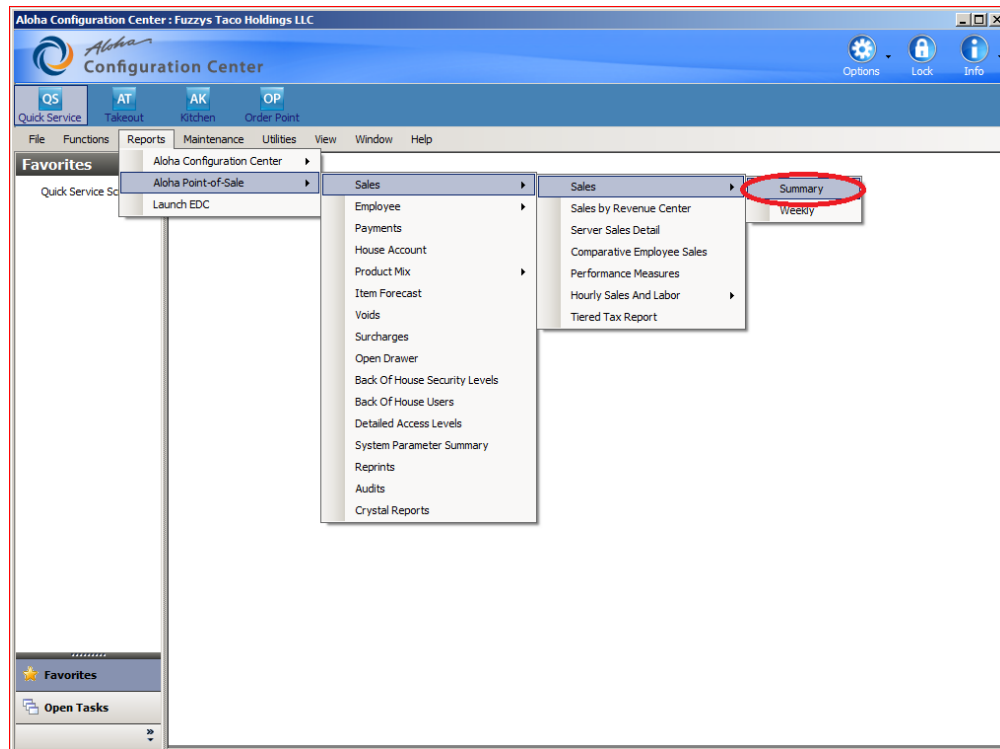 Aloha Configuration Center : Fuzzys Taco Holdings LLC
Aloha
Configuration Center
Options
Lock
Info
QS
AT
AK
OP
Quick Service
Takeout
Kitchen
Order Point
File Functions Reports Maintenance Utilities View Window Help
Favorites
Quick Service Sc
Aloha Configuration Center
Aloha Point-of-Sale
Launch EDC
Sales
Employee
Payments
House Account
Product Mix
Item Forecast
Voids
Surcharges
Open Drawer
Back Of House Security Levels
Back Of House Users
Detailed Access Levels
System Parameter Summary
Reprints
Audits
Crystal Reports
Sales
Sales by Revenue Center
Server Sales Detail
Comparative Employee Sales
Performance Measures
Hourly Sales And Labor
Tiered Tax Report
Summary
Weekly
Favorites
Open Tasks